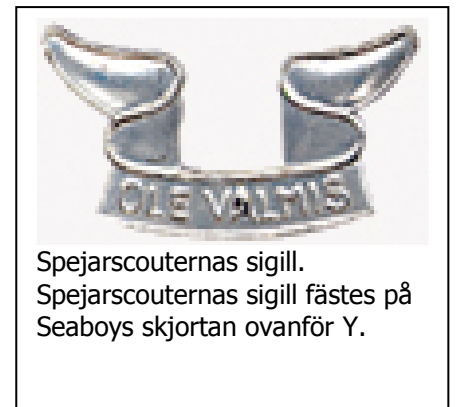 OLE VALMIS
Spejarscouternas sigill.
Spejarscouternas sigill fästes på
Seaboys skjortan ovanför Y.